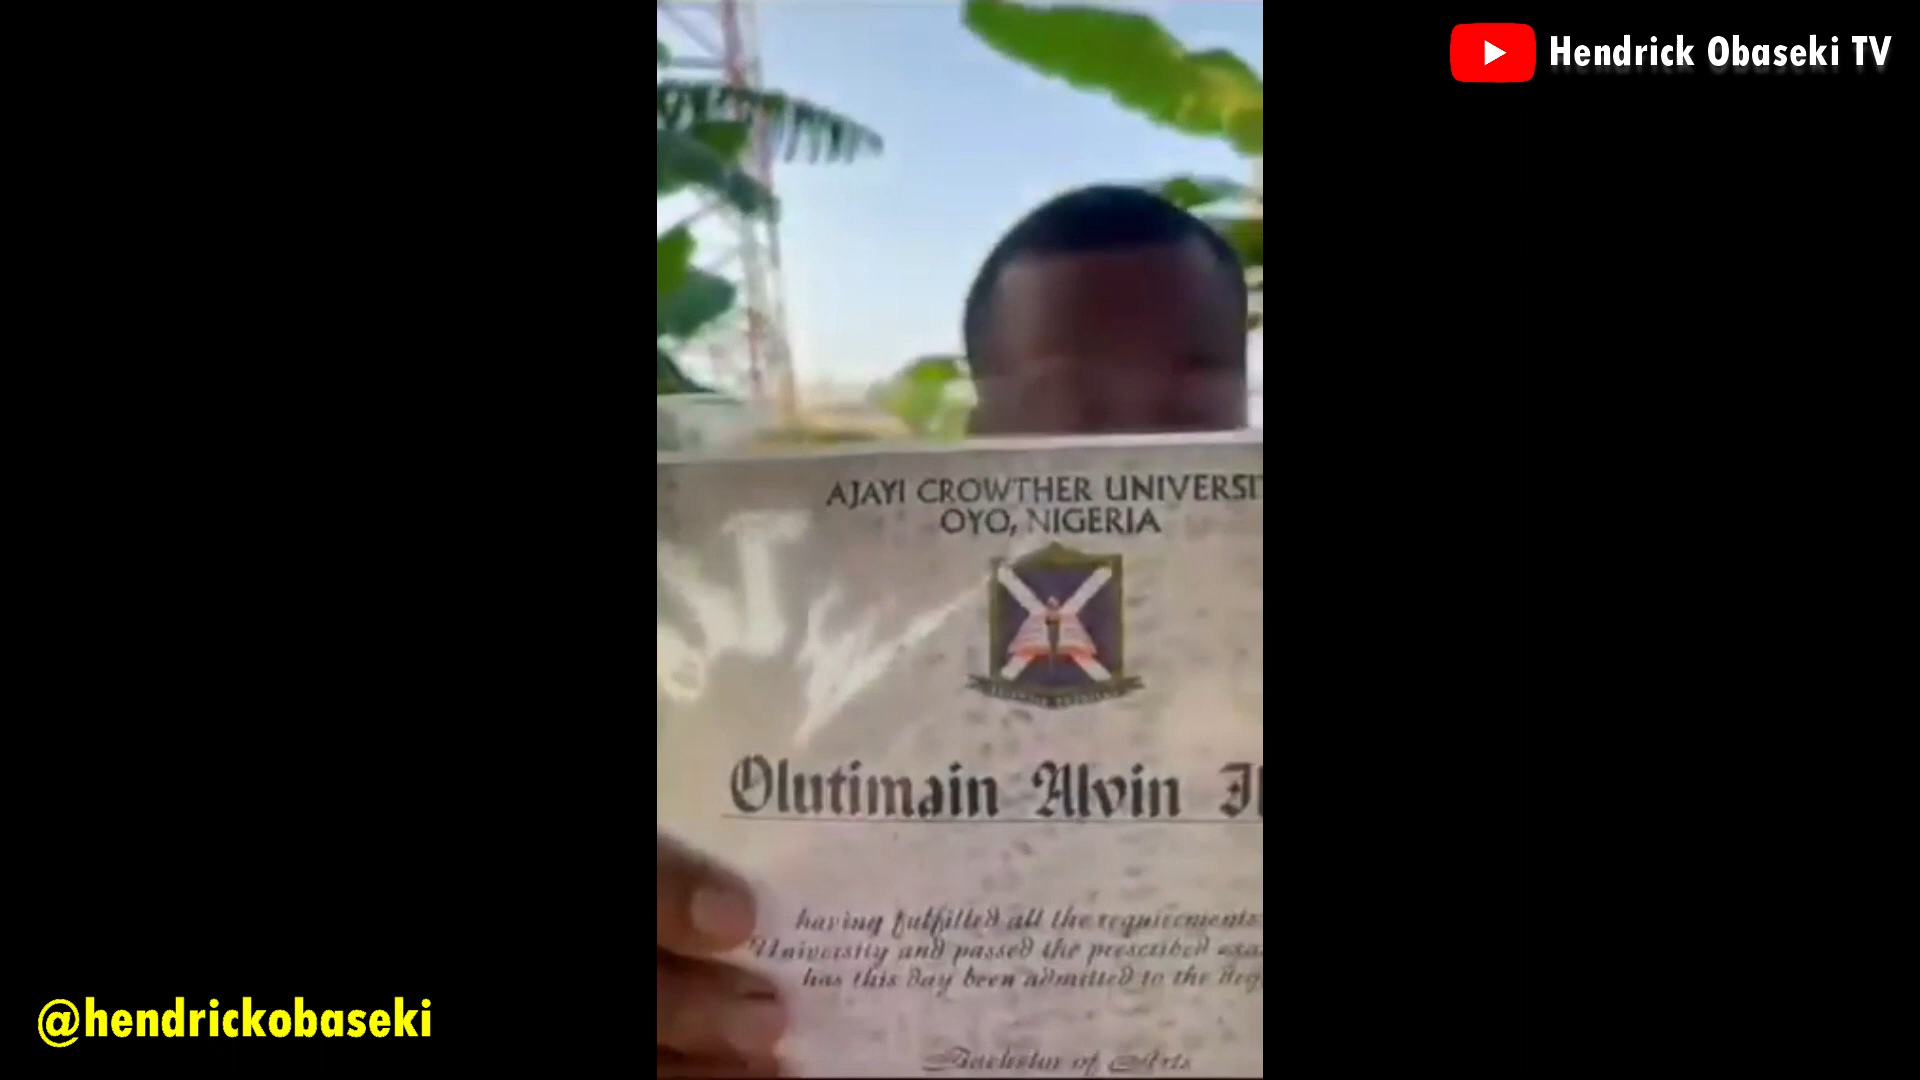 Hendrick Obaseki TV
AJAYI CROWTHER UNIVERSI
OYO, NIGERIA
Olutimain Alvin
having fulfilled all the requirements
University and passed the prescribed
has this day been admitted to the
Bachelor of Arts
@hendrickobaseki